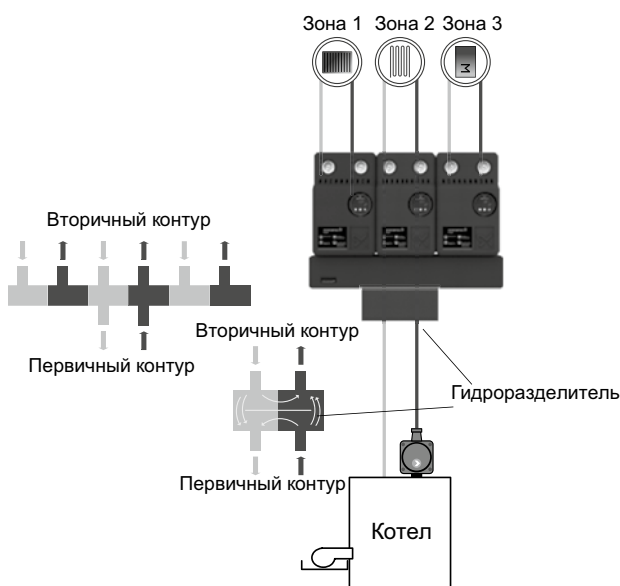 Зона 1 Зона 2 Зона 3
Вторичный контур
Первичный контур
Вторичный контур
Гидроразделитель
Первичный контур
Котел